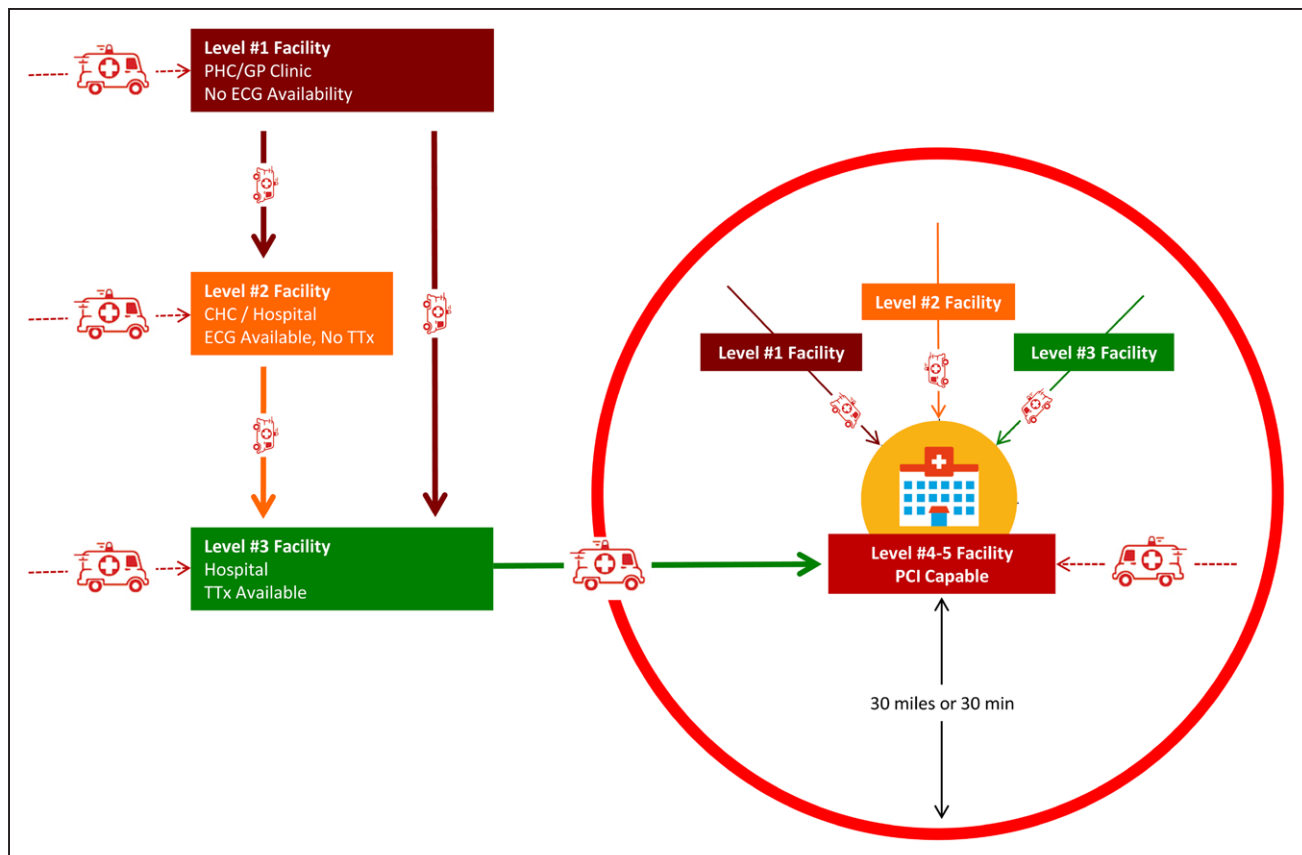 Level #1 Facility
PHC/GP Clinic
No ECG Availability
Level #2 Facility
CHC / Hospital
ECG Available, No TTx
Level #3 Facility
Hospital
TTx Available
Level #2 Facility
Level #1 Facility
Level #3 Facility
Level #4-5 Facility
PCI Capable
30 miles or 30 min